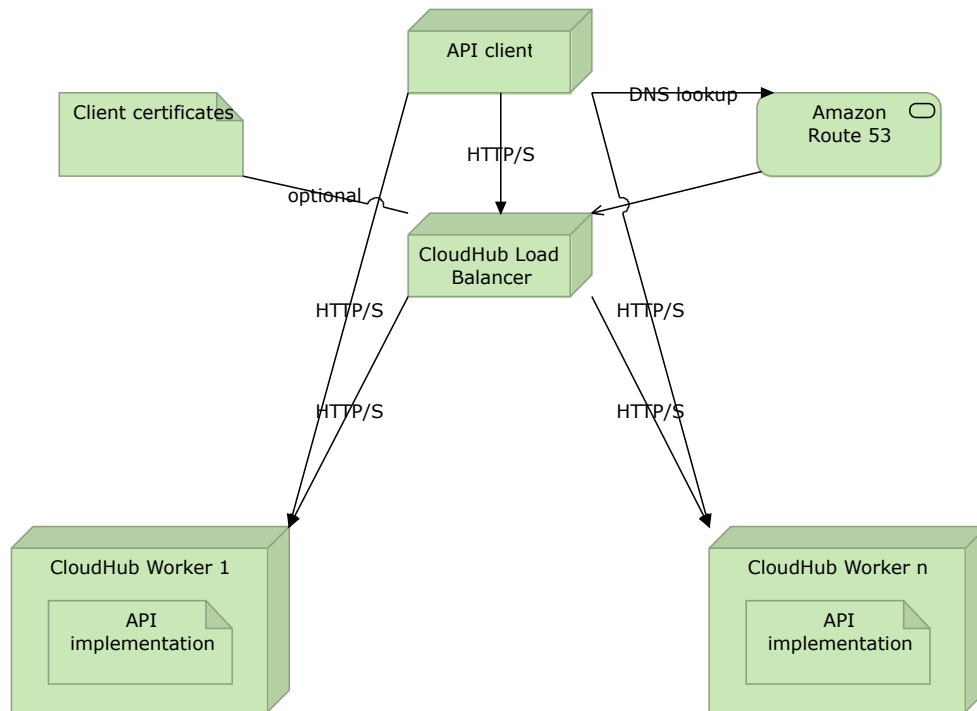 API client
Client certificates
DNS lookup
Amazon
Route 53
HTTP/S
optional
CloudHub Load
Balancer
HTTP/S
HTTP/S
HTTP/S
HTTP/S
CloudHub Worker 1
API
implementation
CloudHub Worker n
API
implementation